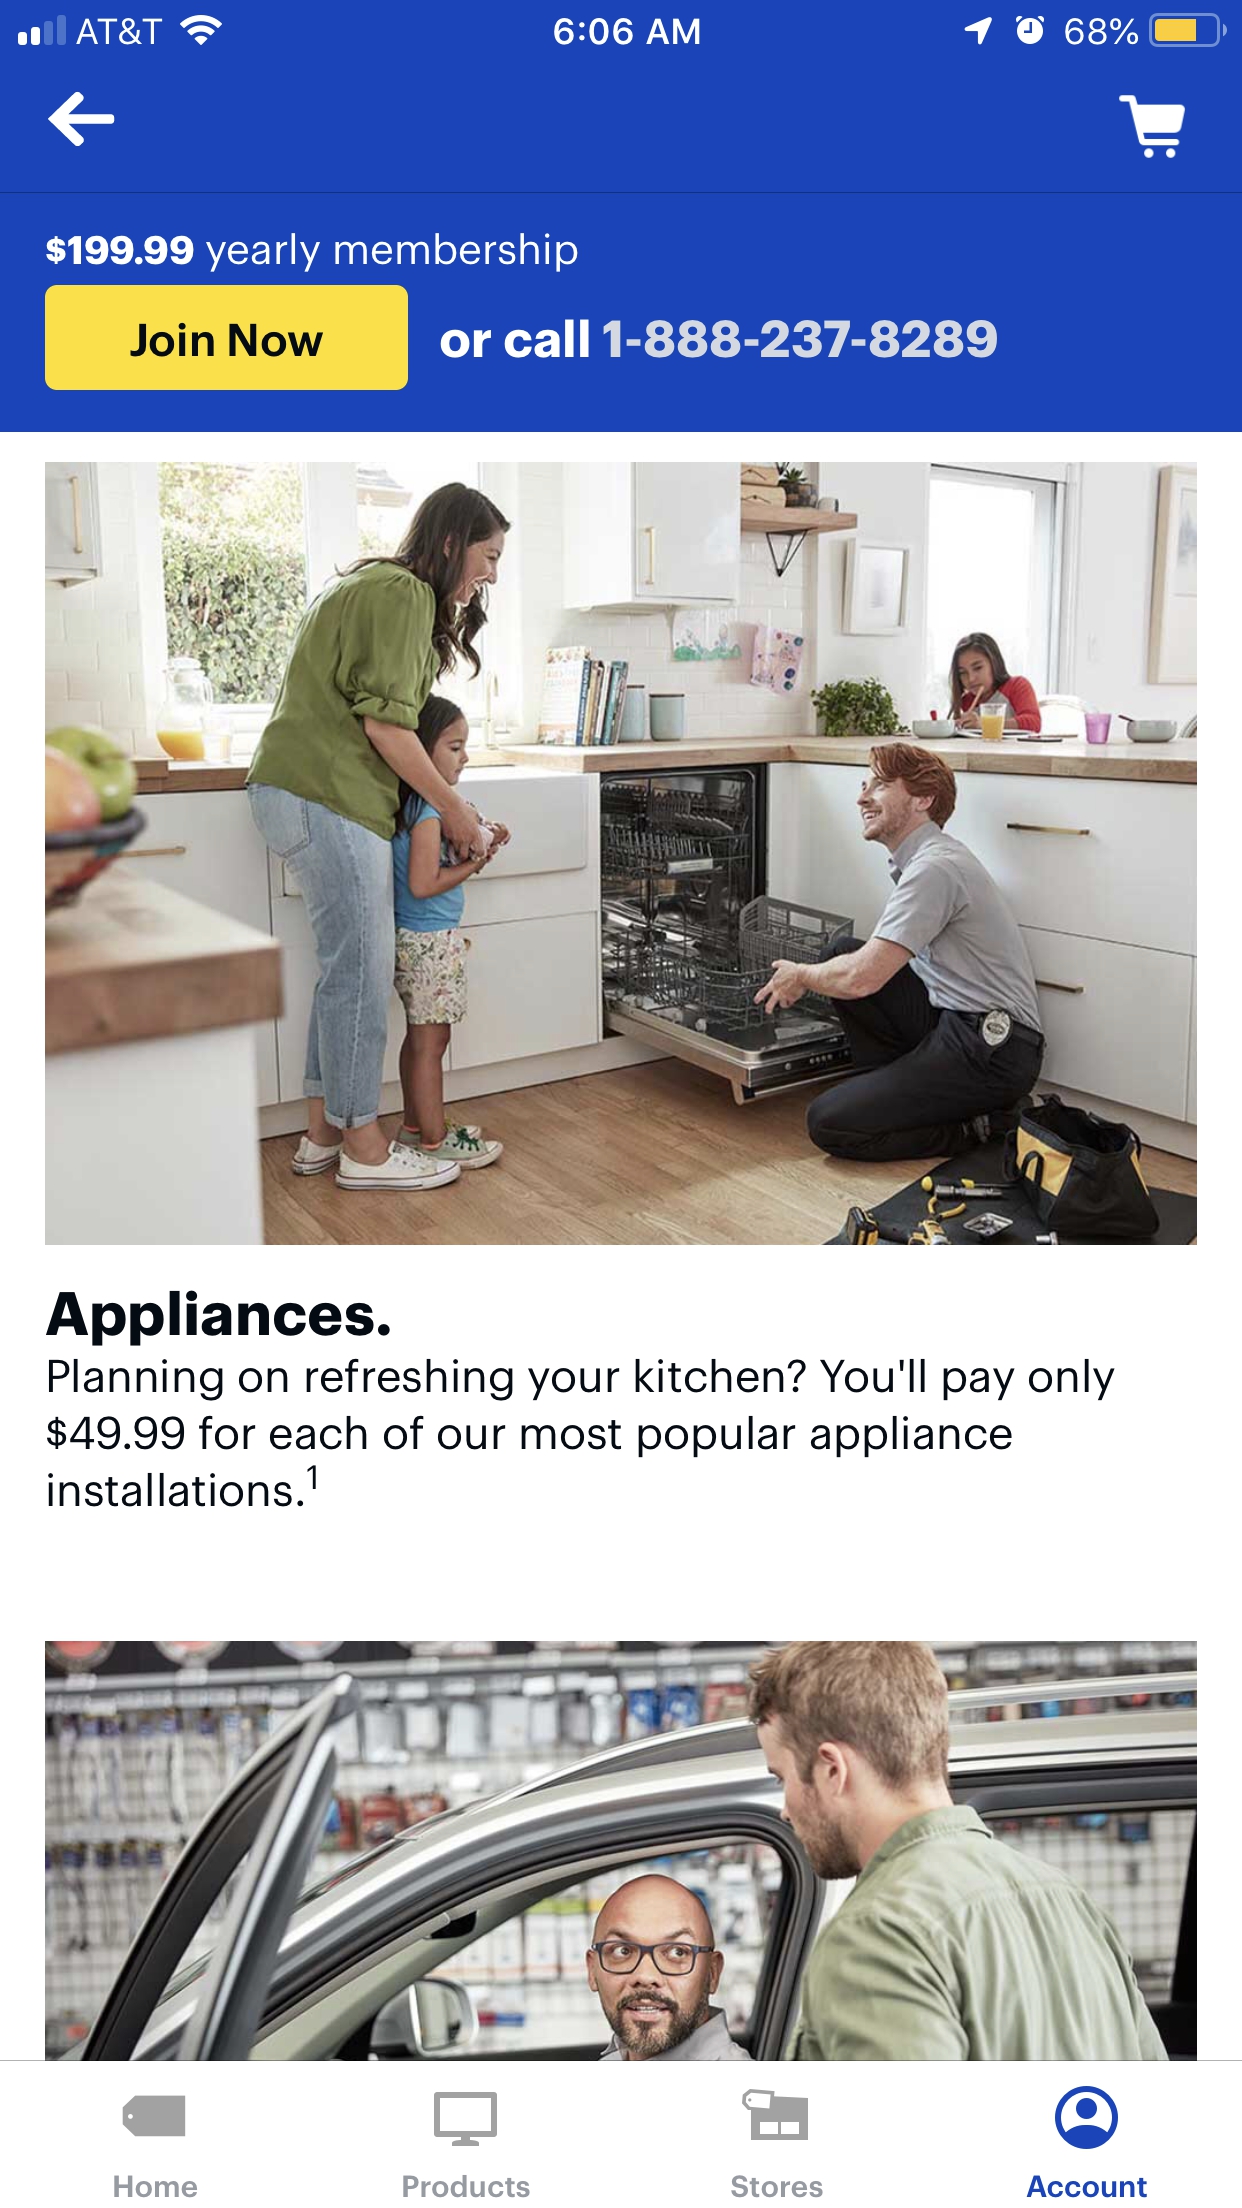 AT&T 6:06 AM 68%
$199.99 yearly membership
Join Now or call 1-888-237-8289
Appliances.
Planning on refreshing your kitchen? You'll pay only
$49.99 for each of our most popular appliance
installations.¹
Home Products Stores Account